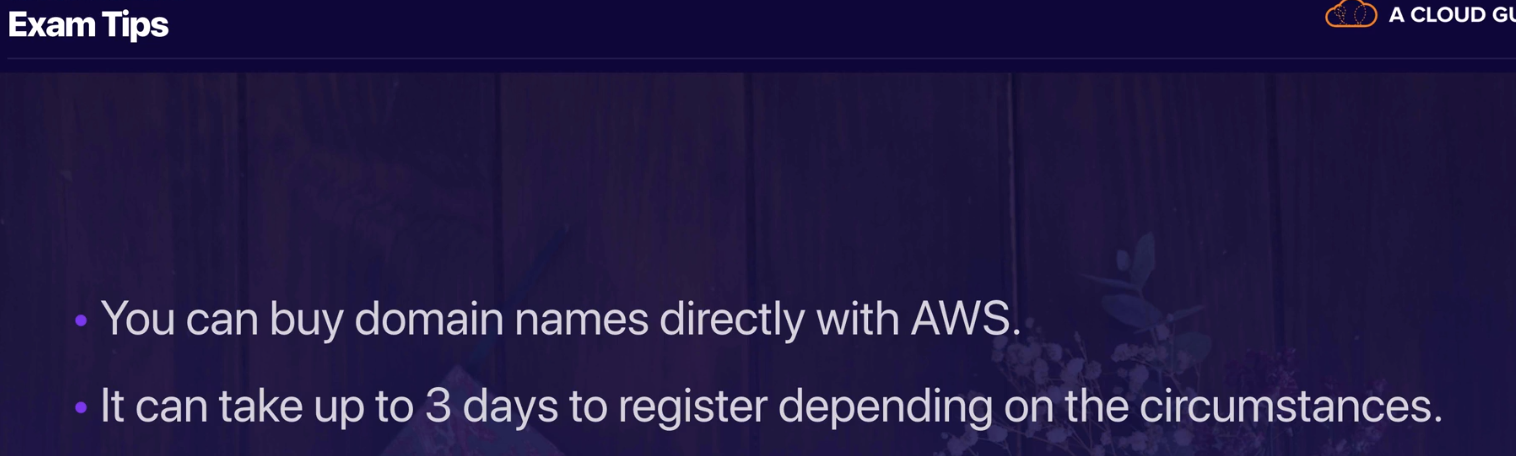 Exam Tips
A CLOUD GU
• You can buy domain names directly with AWS.
• It can take up to 3 days to register depending on the circumstances.